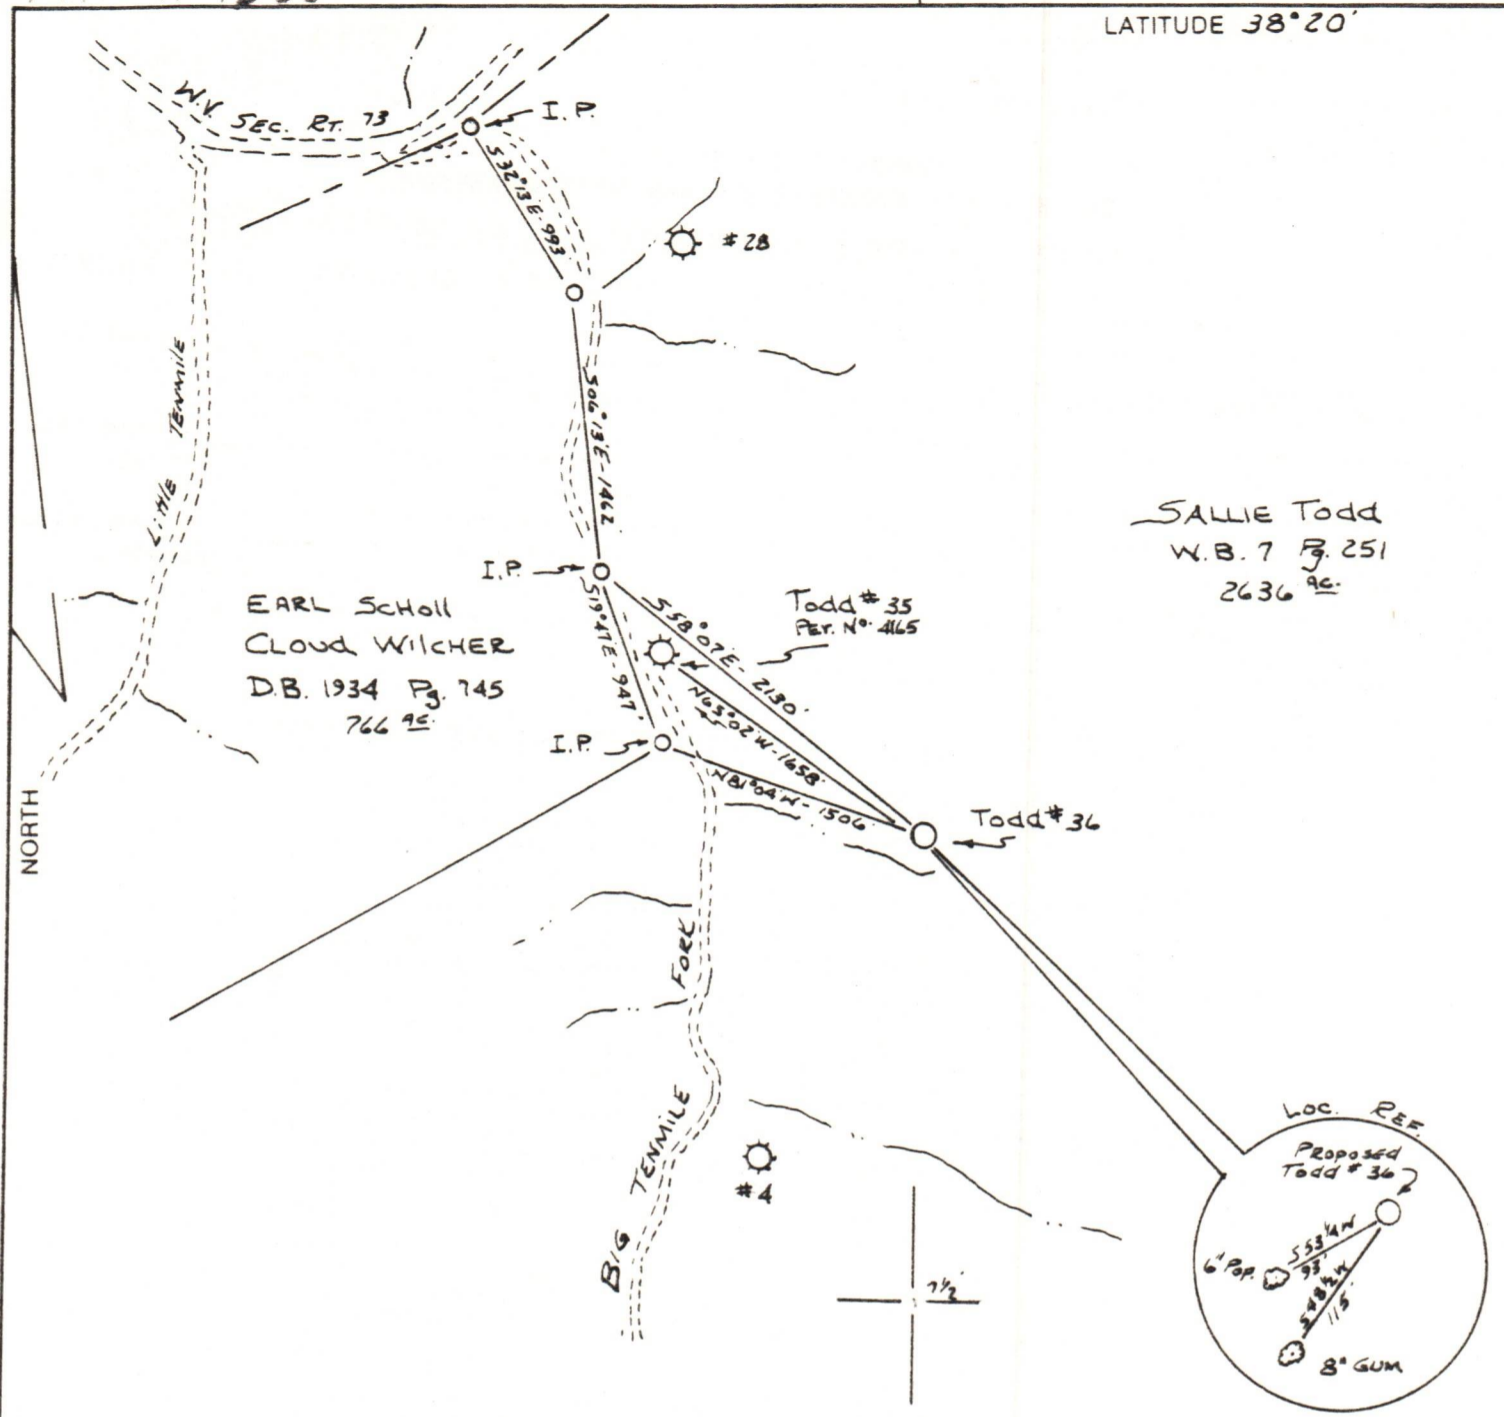 LATITUDE 38°20'
W.V. SEC. RT. 73
I.P.
S32°13'E-993
#28
LITTLE TENMILE
S06°13'E-1462
SALLIE Todd
W.B. 7 Pg. 251
2636 ac.
I.P.
EARL SCHOLL
CLOUD WILCHER
D.B. 1934 Pg. 745
766 ac.
Todd #35
PET. No. 4165
S58°07'E-2130'
S19°47'E-947'
N63°02'W-1658'
I.P.
N81°04'W-1506
Todd #36
NORTH
BIG TENMILE FORK
#4
7½'
LOC. REF.
PROPOSED
Todd #36
S53¼W
93'
6" POP.
115'
8" GUM